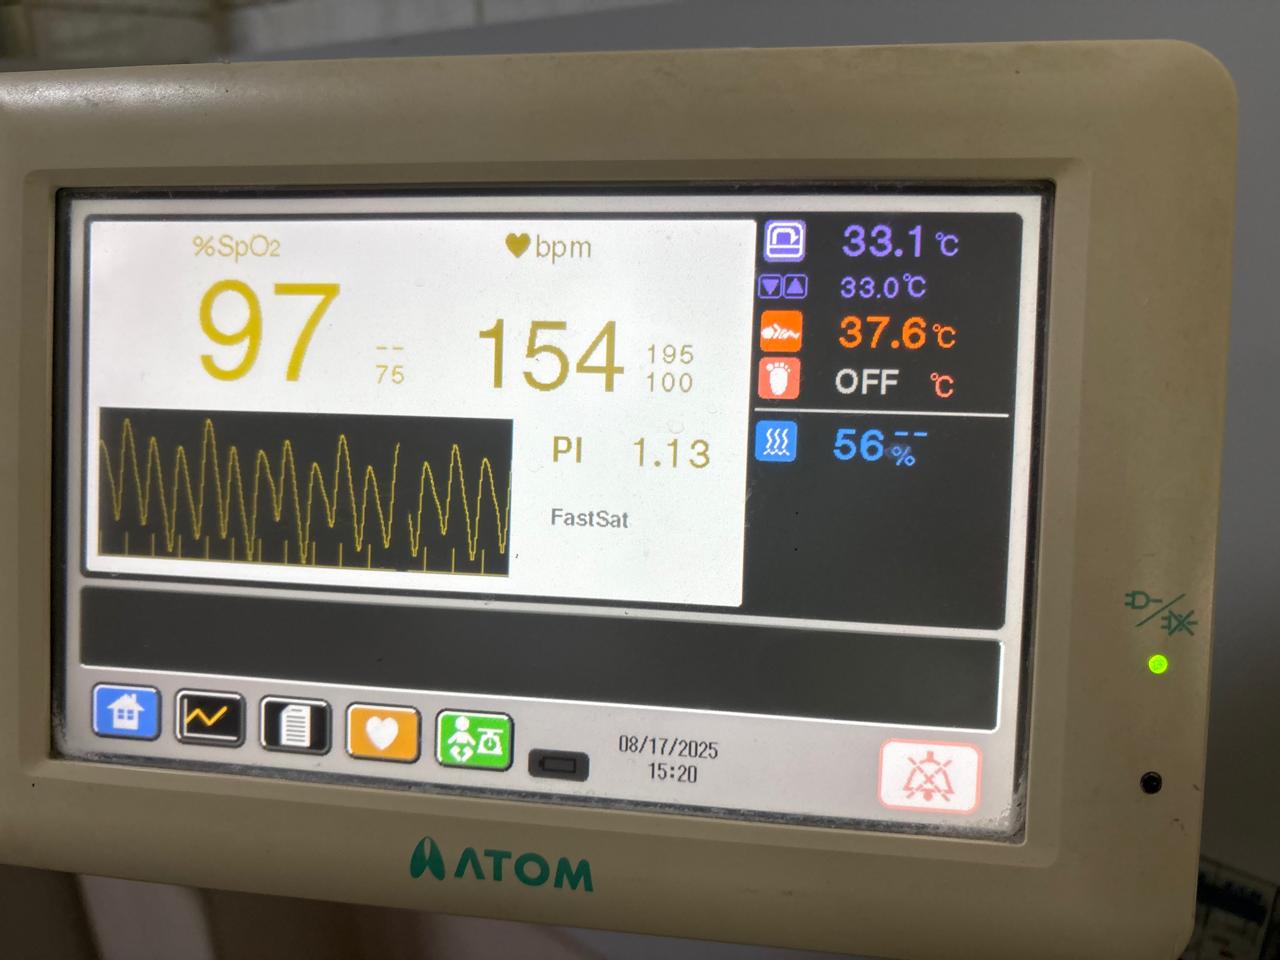 %SpO2
97
--
75
bpm
154
195
100
PI 1.13
FastSat
33.1℃
33.0℃
37.6℃
OFF ℃
56 --
%
08/17/2025
15:20
ATOM